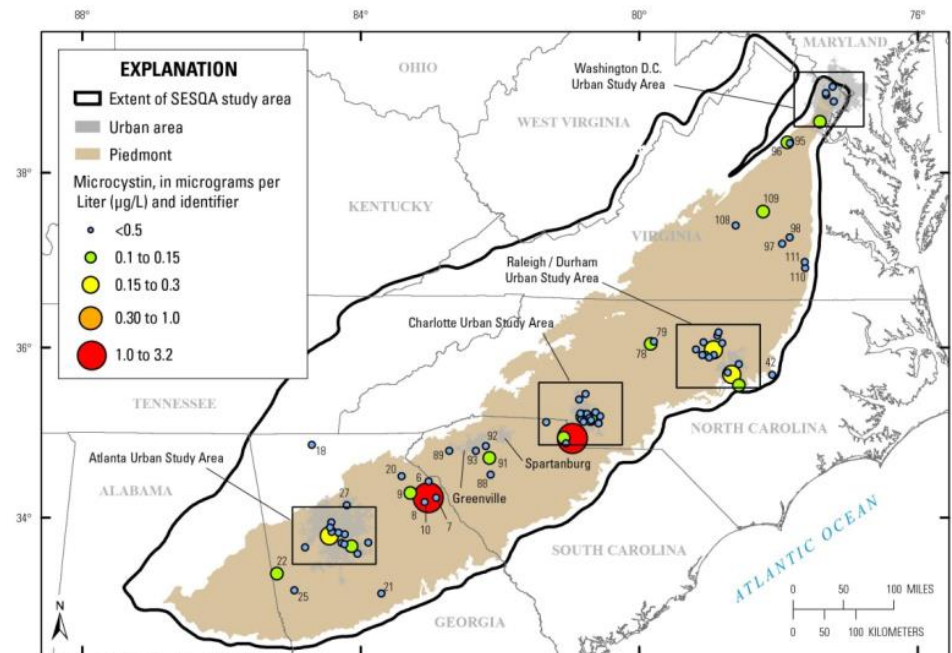 88°
84°
80°
76°
EXPLANATION
Extent of SESQA study area
Urban area
Piedmont
Microcystin, in micrograms per
Liter (µg/L) and identifier
<0.5
0.1 to 0.15
0.15 to 0.3
0.30 to 1.0
1.0 to 3.2
OHIO
MARYLAND
Washington D.C.
Urban Study Area
WEST VIRGINIA
38°
95
96
KENTUCKY
109
108
VIRGINIA
98
97
111
110
Raleigh / Durham
Urban Study Area
Charlotte Urban Study Area
36°
79
78
42
TENNESSEE
NORTH CAROLINA
18
92
89
93
91
Spartanburg
88
Atlanta Urban Study Area
20
6
9
Greenville
ALABAMA
27
8
10
7
34°
SOUTH CAROLINA
ATLANTIC OCEAN
22
25
21
GEORGIA
N
0 50 100 MILES
0 50 100 KILOMETERS